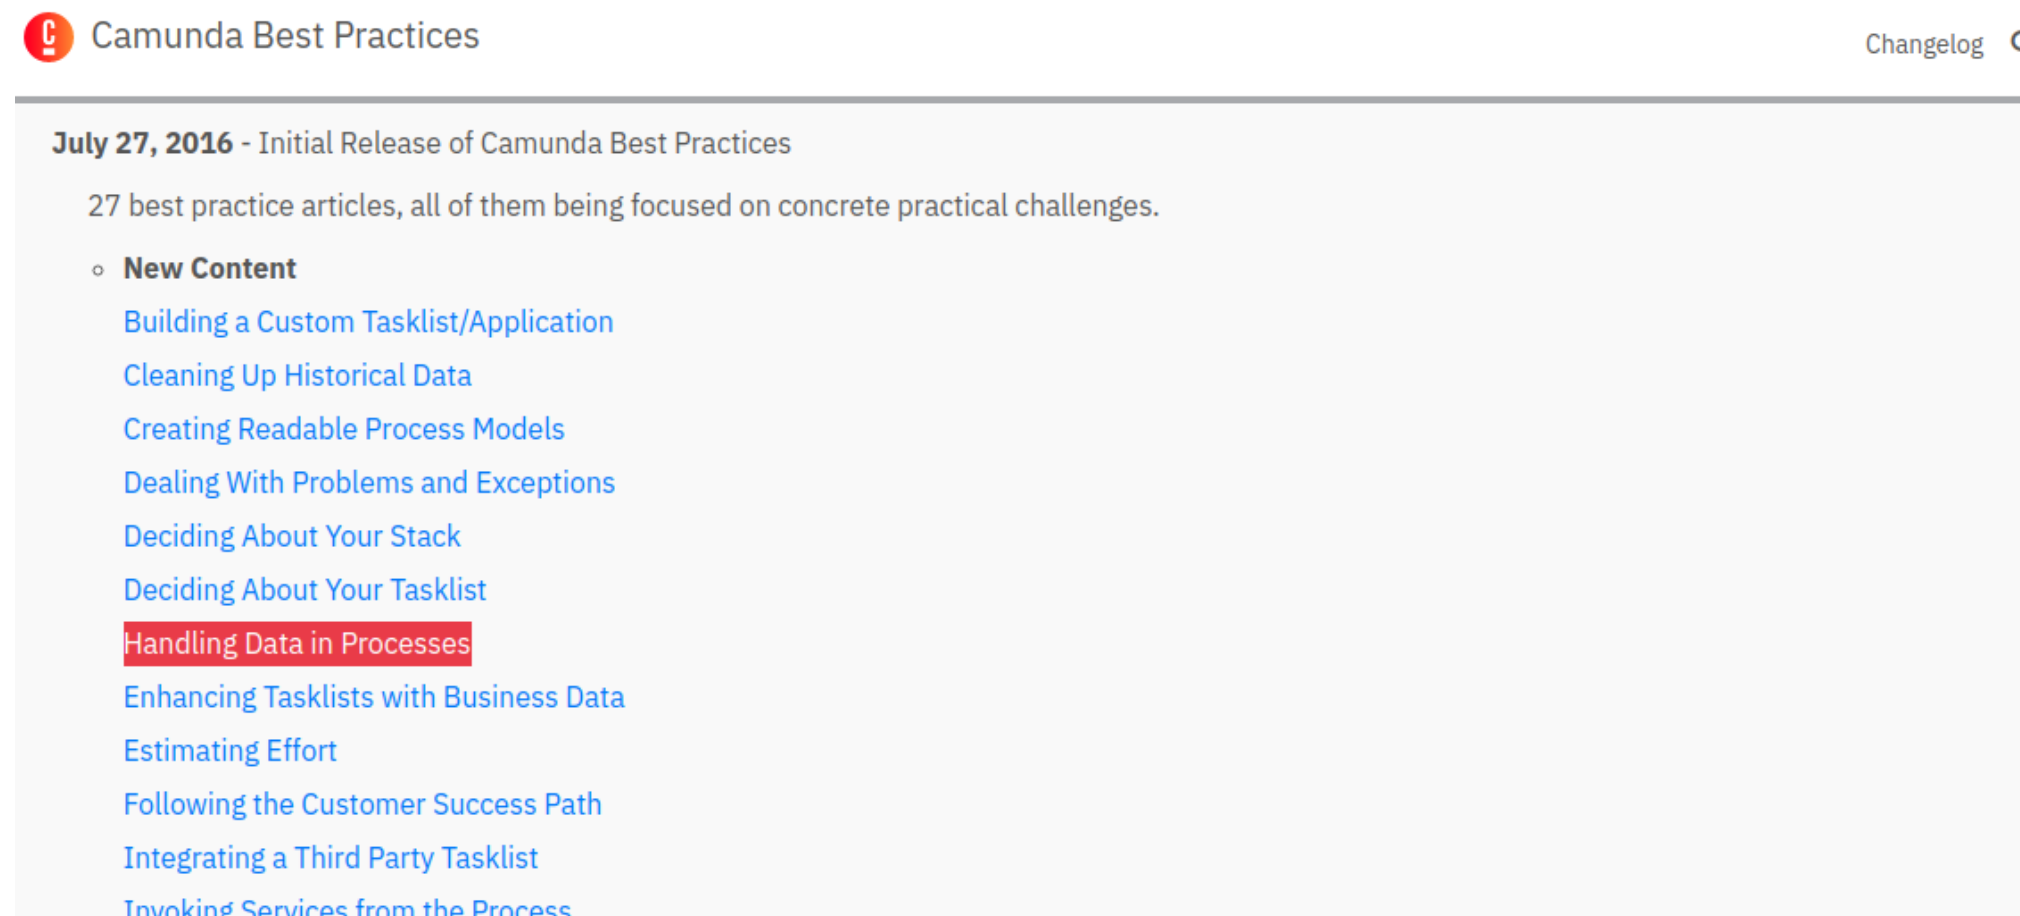 Camunda Best Practices
Changelog
July 27, 2016 - Initial Release of Camunda Best Practices
27 best practice articles, all of them being focused on concrete practical challenges.
New Content
Building a Custom Tasklist/Application
Cleaning Up Historical Data
Creating Readable Process Models
Dealing With Problems and Exceptions
Deciding About Your Stack
Deciding About Your Tasklist
Handling Data in Processes
Enhancing Tasklists with Business Data
Estimating Effort
Following the Customer Success Path
Integrating a Third Party Tasklist
Invoking Services from the Process